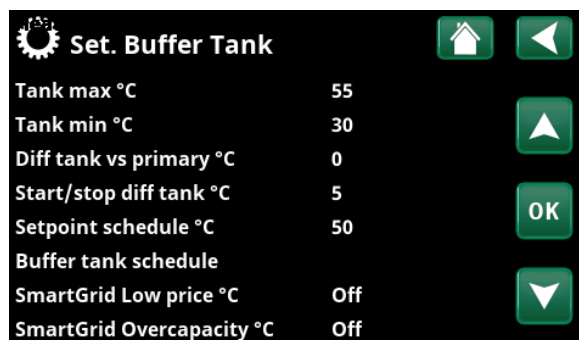 Set. Buffer Tank
Tank max °C 55
Tank min °C 30
Diff tank vs primary °C 0
Start/stop diff tank °C 5
Setpoint schedule °C 50
OK
Buffer tank schedule
SmartGrid Low price °C Off
SmartGrid Overcapacity °C Off